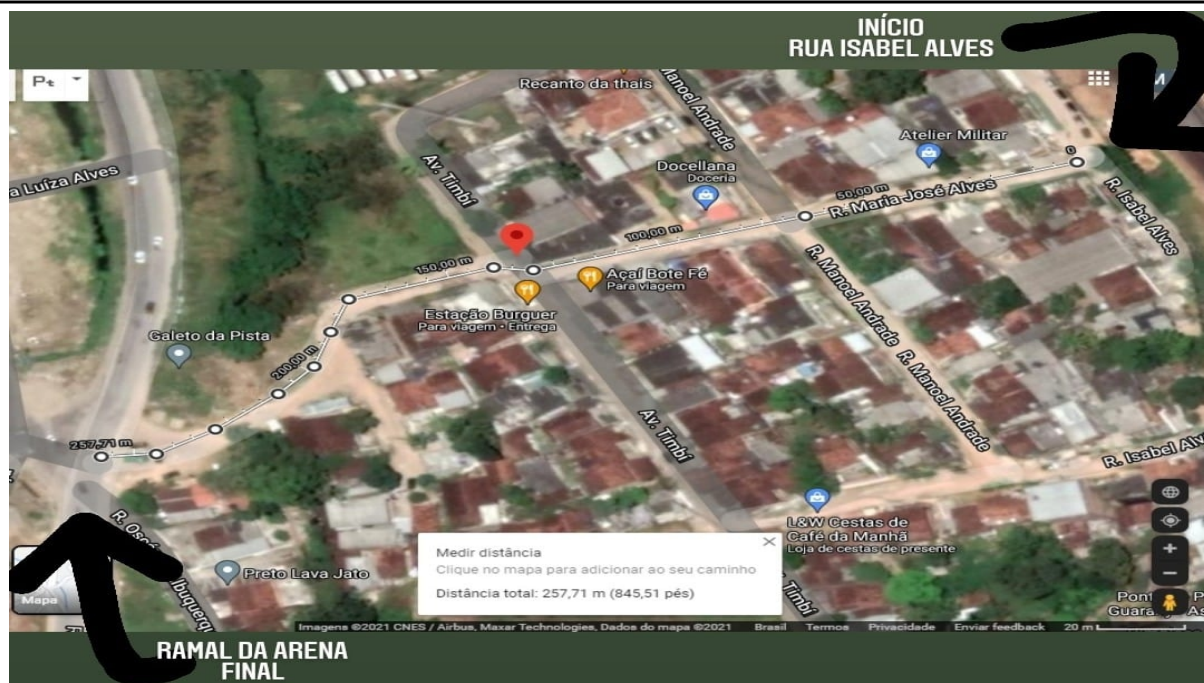 INÍCIO
RUA ISABEL ALVES
Pt
M
Recanto da thais
Manoel Andrade
Atelier Militar
Av. Timbí
Docellana
Doceria
a Luíza Alves
0
50,00 m
R. Maria José Alves
R. Isabel Alves
100,00 m
150,00 m
Açaí Bote Fé
Para viagem
R. Manoel Andrade
R. Manoel Andrade
Estação Burguer
Para viagem • Entrega
Galeto da Pista
200,00 m
Av. Timbí
257,71 m
R. Isabel Alv
L&W Cestas de
Café da Manhã
Loja de cestas de presente
Preto Lava Jato
Medir distância
Clique no mapa para adicionar ao seu caminho
Distância total: 257,71 m (845,51 pés)
Timbí
Mapa
Imagens ©2021 CNES / Airbus, Maxar Technologies, Dados do mapa ©2021 Brasil Termos Privacidade Enviar feedback 20 m
RAMAL DA ARENA
FINAL